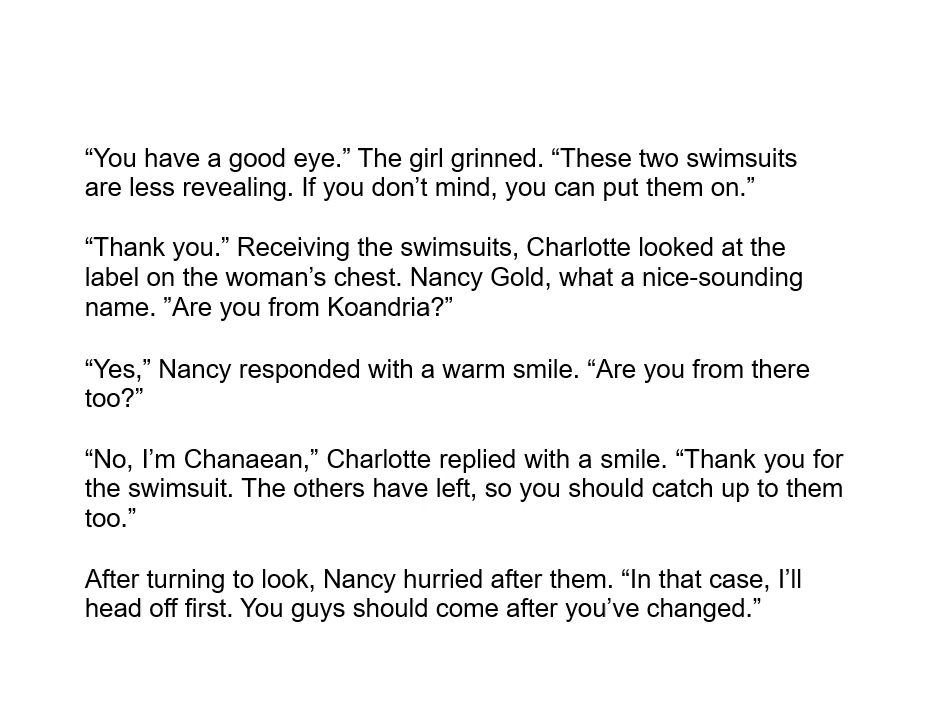 “You have a good eye.” The girl grinned. “These two swimsuits
are less revealing. If you don’t mind, you can put them on.”
“Thank you.” Receiving the swimsuits, Charlotte looked at the
label on the woman’s chest. Nancy Gold, what a nice-sounding
name. ”Are you from Koandria?”
“Yes,” Nancy responded with a warm smile. “Are you from there
too?”
“No, I’m Chanaean,” Charlotte replied with a smile. “Thank you for
the swimsuit. The others have left, so you should catch up to them
too.”
After turning to look, Nancy hurried after them. “In that case, I’ll
head off first. You guys should come after you’ve changed.”